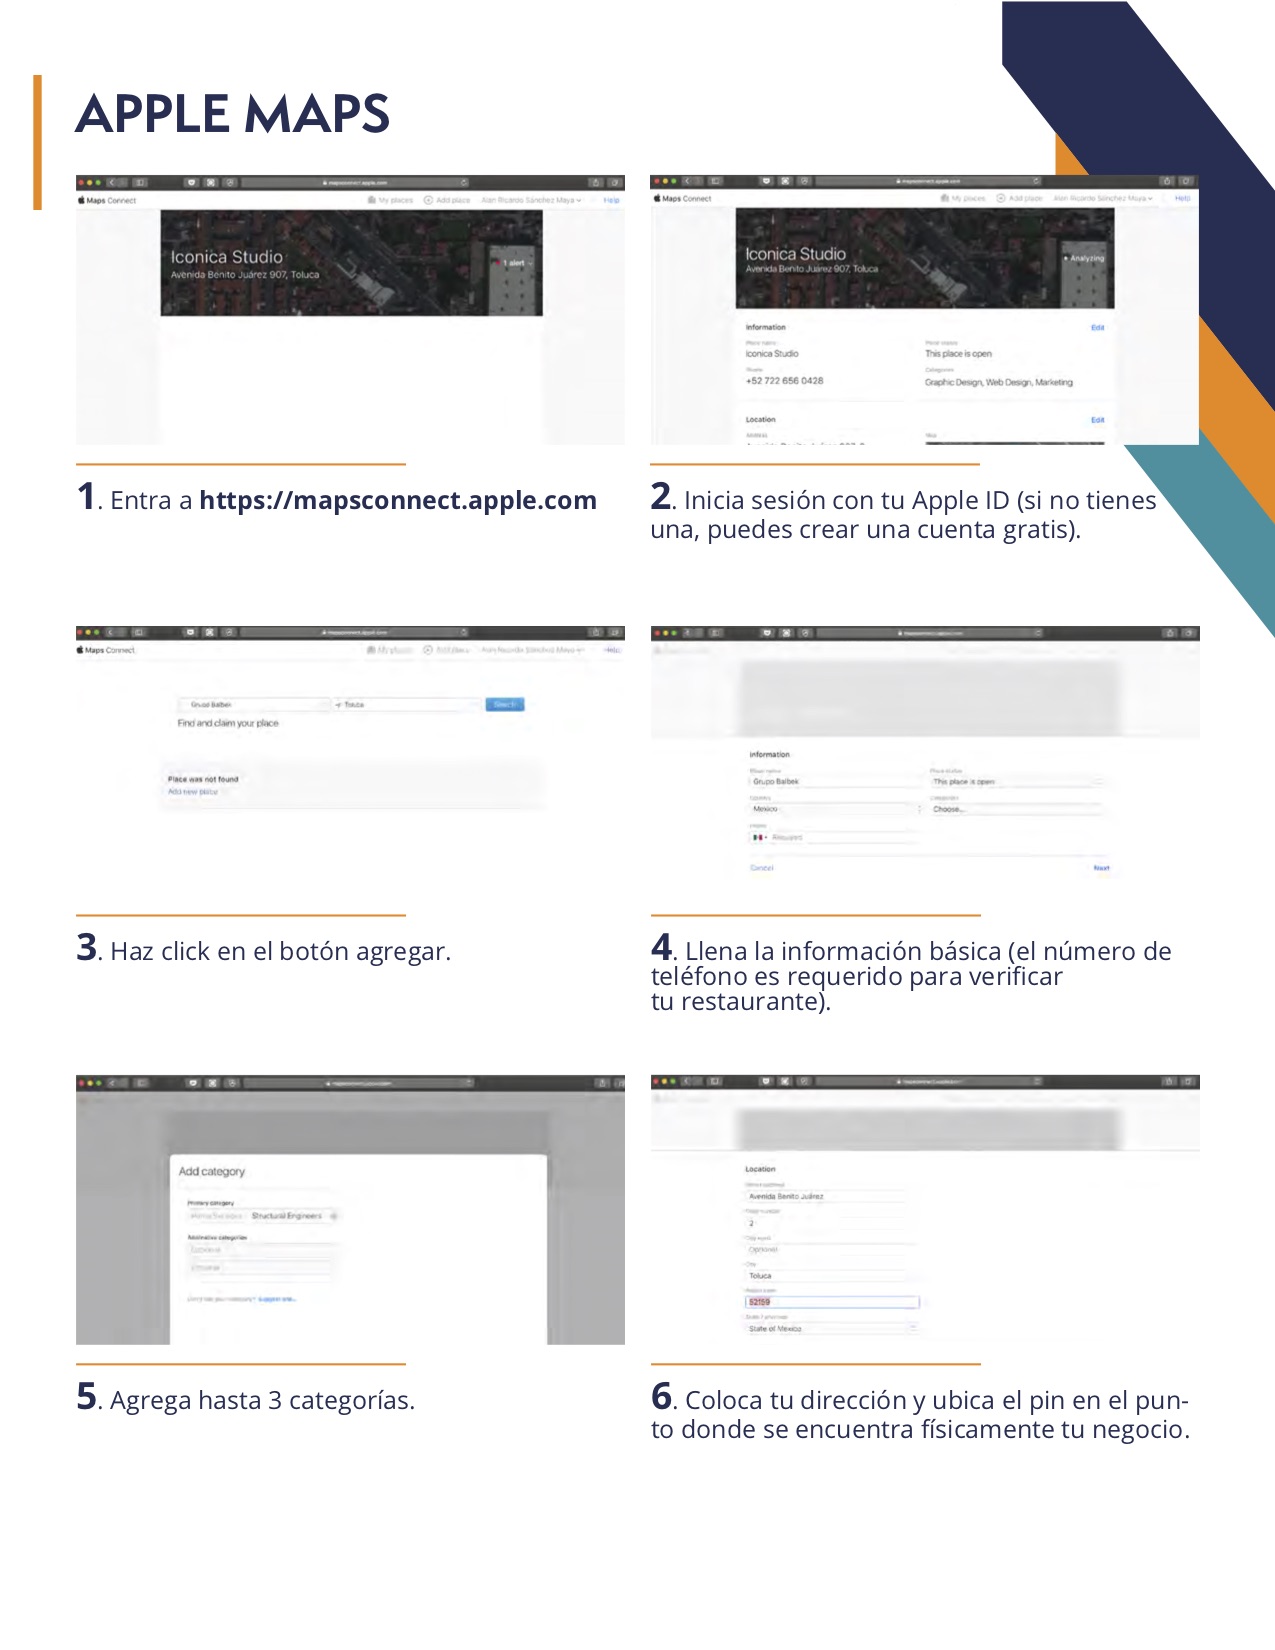 APPLE MAPS
Maps Connect
My places
Add place
Alan Ricardo Sánchez Maya
Help
Iconica Studio
Avenida Benito Juárez 907, Toluca
1 alert
Maps Connect
My places
Add place
Alan Ricardo Sánchez Maya
Help
Iconica Studio
Avenida Benito Juárez 907, Toluca
Analyzing
Information
Edit
Iconica Studio
This place is open
+52 722 656 0428
Graphic Design, Web Design, Marketing
Location
Edit
1. Entra a https://mapsconnect.apple.com
2. Inicia sesión con tu Apple ID (si no tienes
una, puedes crear una cuenta gratis).
Maps Connect
Grupo Balbek
Toluca
Search
Find and claim your place
Place was not found
Add new place
Information
Grupo Balbek
This place is open
Mexico
Choose...
Required
Cancel
Next
3. Haz click en el botón agregar.
4. Llena la información básica (el número de
teléfono es requerido para verificar
tu restaurante).
Add category
Primary category
Structural Engineers
Location
Avenida Benito Juárez
2
Optional
Toluca
52159
State of Mexico
5. Agrega hasta 3 categorías.
6. Coloca tu dirección y ubica el pin en el pun-
to donde se encuentra físicamente tu negocio.